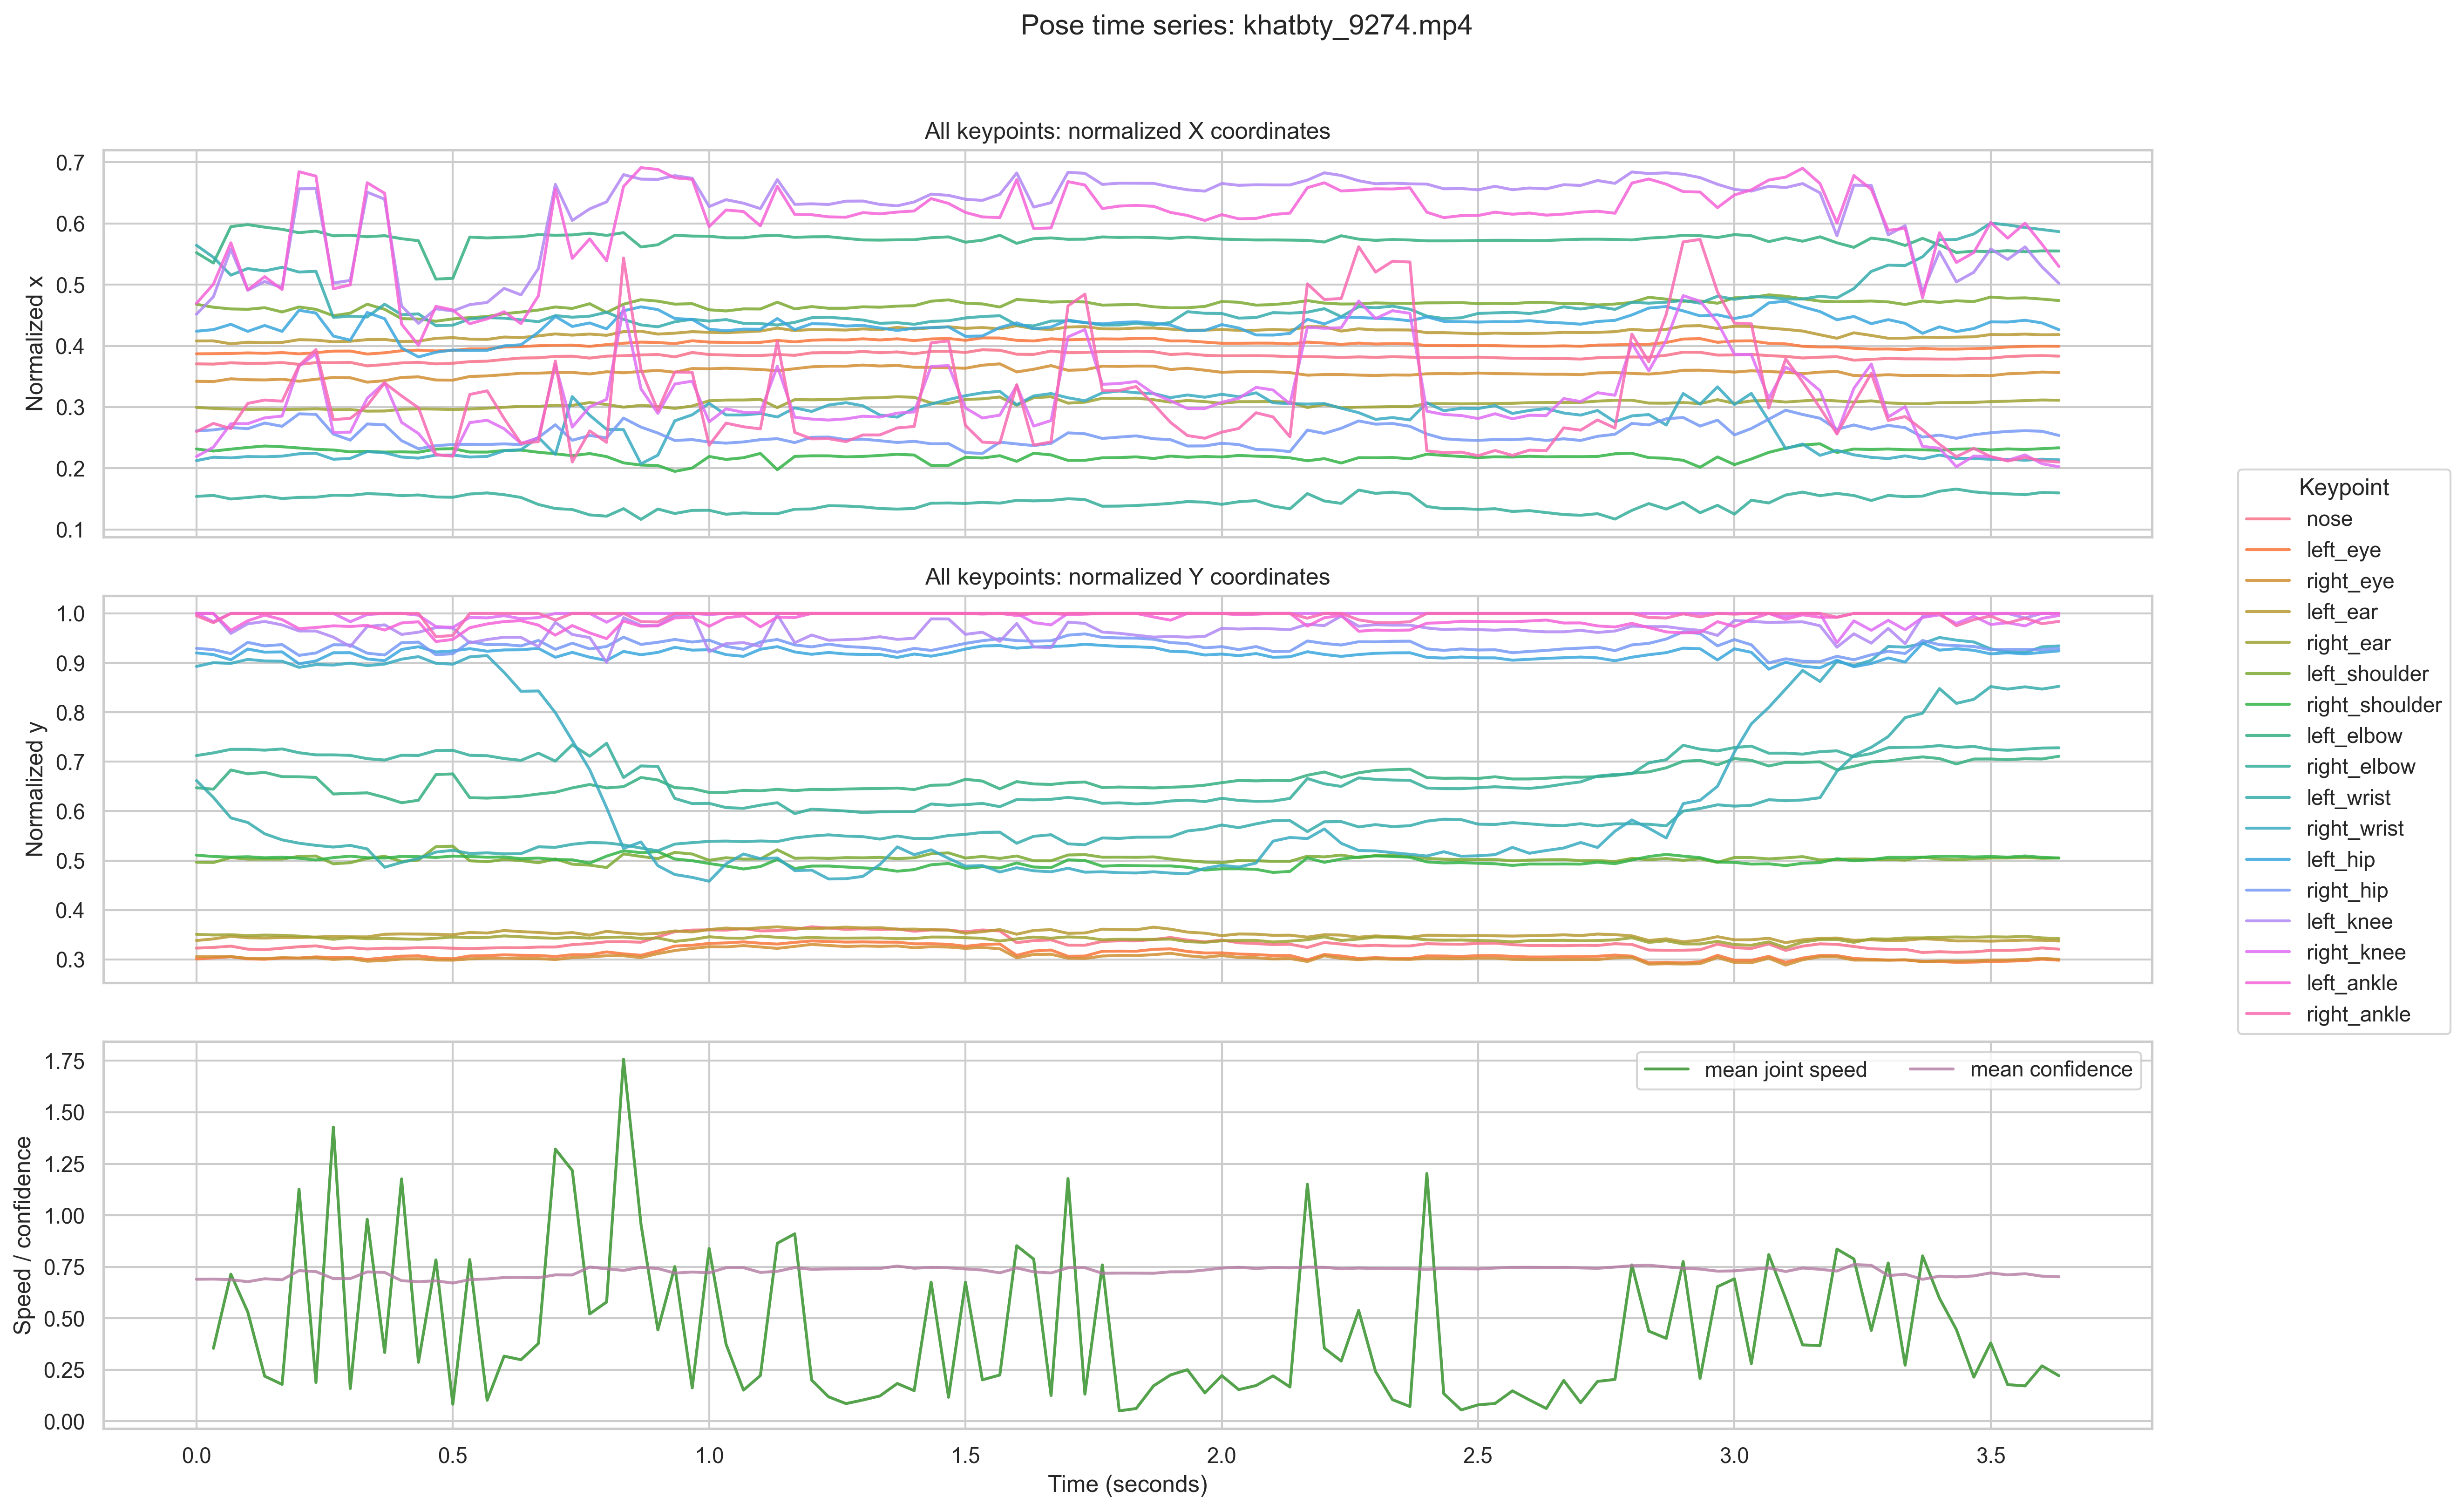 Pose time series: khatbty_9274.mp4
All keypoints: normalized X coordinates
Normalized x
0.7
0.6
0.5
0.4
0.3
0.2
0.1
All keypoints: normalized Y coordinates
Normalized y
1.0
0.9
0.8
0.7
0.6
0.5
0.4
0.3
Keypoint
nose
left_eye
right_eye
left_ear
right_ear
left_shoulder
right_shoulder
left_elbow
right_elbow
left_wrist
right_wrist
left_hip
right_hip
left_knee
right_knee
left_ankle
right_ankle
Speed / confidence
1.75
1.50
1.25
1.00
0.75
0.50
0.25
0.00
mean joint speed mean confidence
0.0 0.5 1.0 1.5 2.0 2.5 3.0 3.5
Time (seconds)